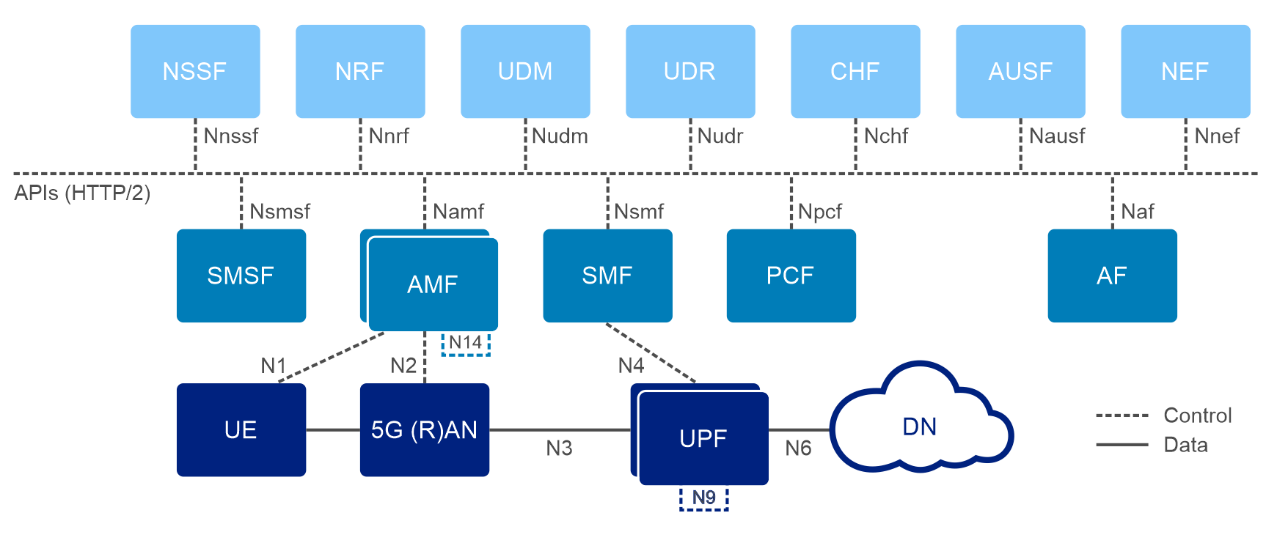 NSSF
NRF
UDM
UDR
CHF
AUSF
NEF
Nnssf
Nnrf
Nudm
Nudr
Nchf
Nausf
Nnef
APIs (HTTP/2)
Nsmsf
Namf
Nsmf
Npcf
Naf
SMSF
AMF
SMF
PCF
AF
N14
N1
N2
N4
UE
5G (R)AN
N3
UPF
N6
DN
N9
Control
Data